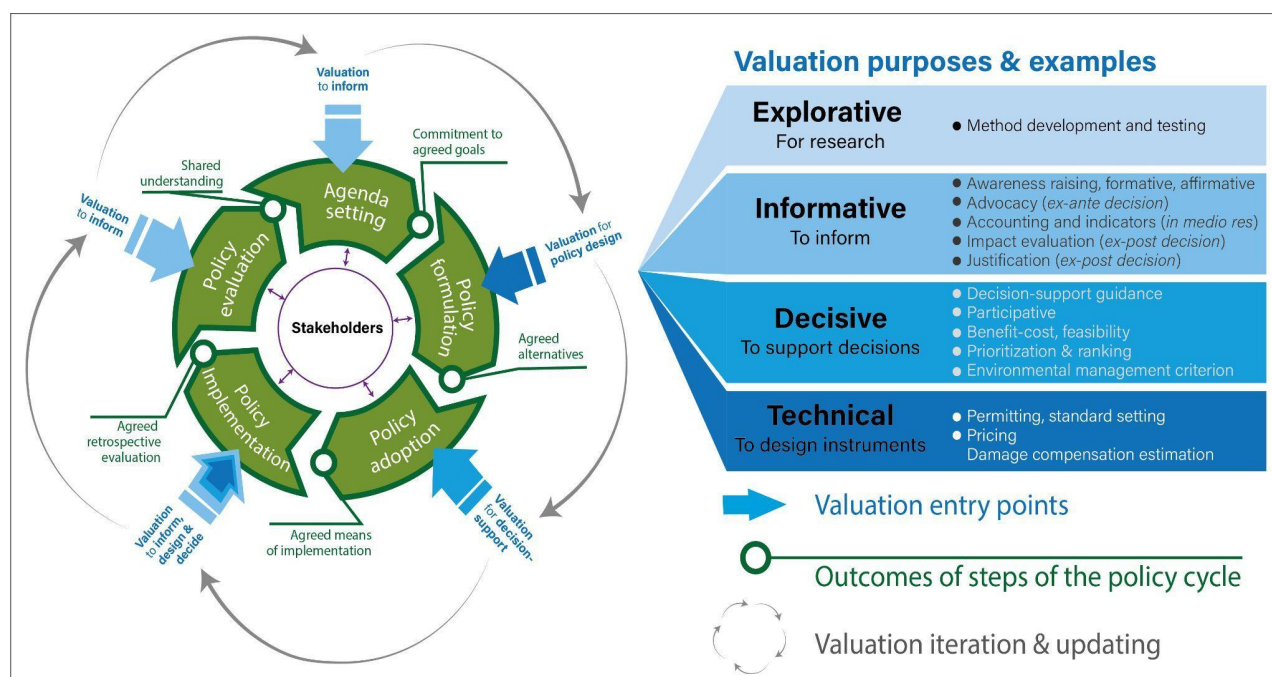 Valuation
to inform
Commitment to
agreed goals
Shared
understanding
Agenda
setting
Valuation
to inform
Valuation for
policy design
Policy
evaluation
Policy
formulation
Stakeholders
Agreed
alternatives
Policy
implementation
Policy
adoption
Agreed
retrospective
evaluation
Valuation
to inform,
design &
decide
Agreed means
of implementation
Valuation
for decision-
support
Valuation purposes & examples
Explorative
For research
● Method development and testing
Informative
To inform
● Awareness raising, formative, affirmative
● Advocacy (ex-ante decision)
● Accounting and indicators (in medio res)
● Impact evaluation (ex-post decision)
● Justification (ex-post decision)
Decisive
To support decisions
● Decision-support guidance
● Participative
● Benefit-cost, feasibility
● Prioritization & ranking
● Environmental management criterion
Technical
To design instruments
● Permitting, standard setting
● Pricing
Damage compensation estimation
Valuation entry points
Outcomes of steps of the policy cycle
Valuation iteration & updating